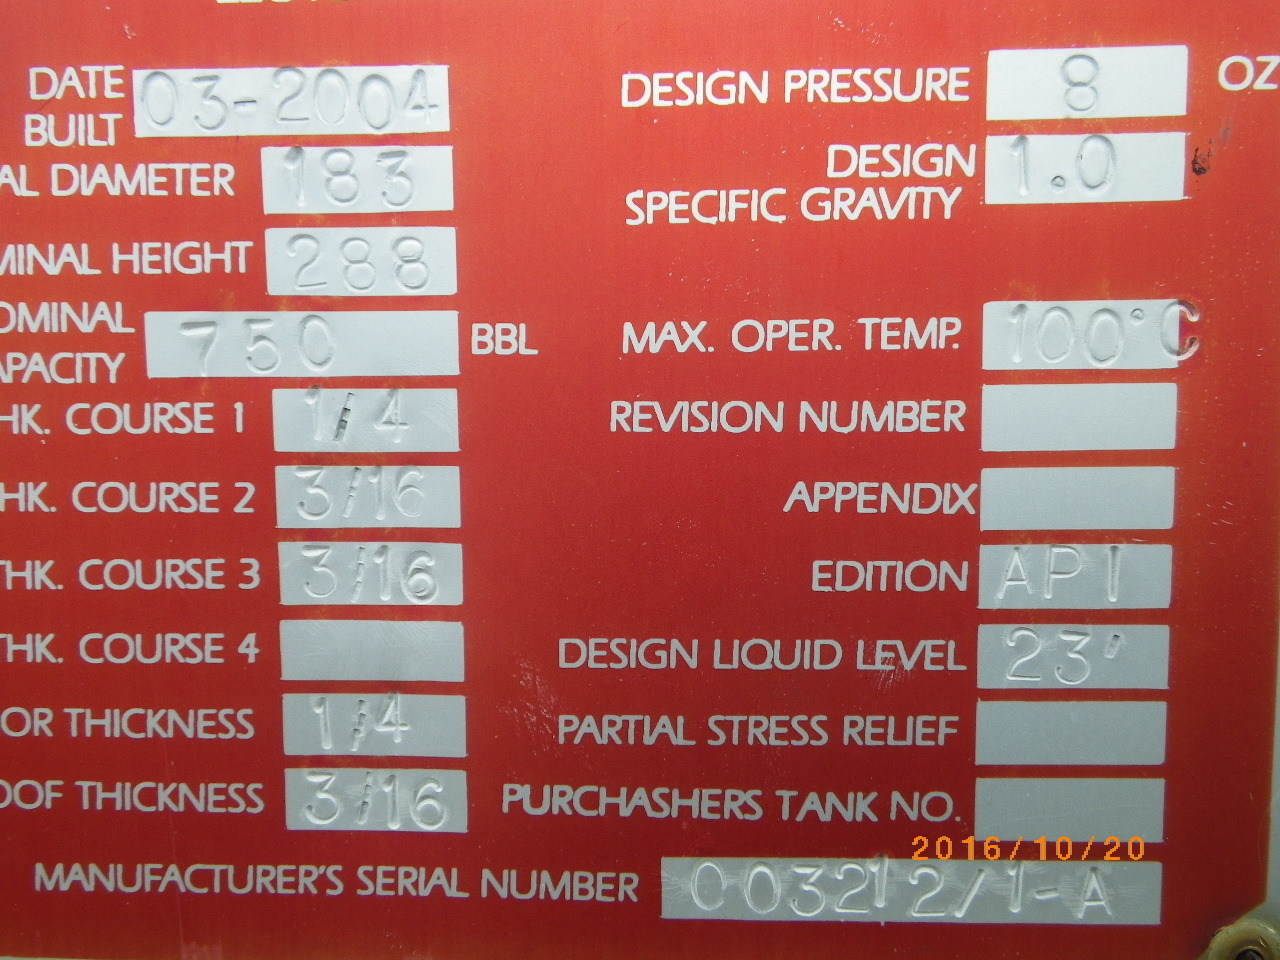 DATE BUILT 03-2004
AL DIAMETER 183
MINAL HEIGHT 288
OMINAL APACITY 750 BBL
HK. COURSE 1 1/4
HK. COURSE 2 3/16
THK. COURSE 3 3/16
THK. COURSE 4
OR THICKNESS 1/4
OOF THICKNESS 3/16
DESIGN PRESSURE 8 OZ
DESIGN SPECIFIC GRAVITY 1.0
MAX. OPER. TEMP. 100°C
REVISION NUMBER
APPENDIX
EDITION API
DESIGN LIQUID LEVEL 23'
PARTIAL STRESS RELIEF
PURCHASHERS TANK NO.
2016/10/20
MANUFACTURER'S SERIAL NUMBER 003212/1-A